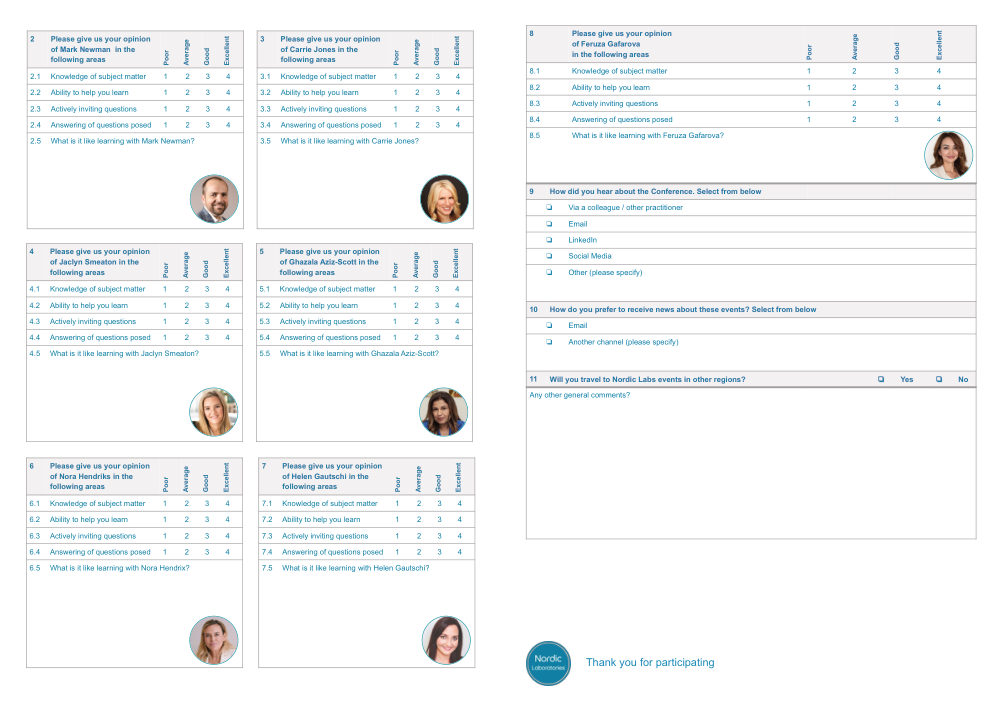 2 Please give us your opinion of Mark Newman in the following areas Poor Average Good Excellent
2.1 Knowledge of subject matter 1 2 3 4
2.2 Ability to help you learn 1 2 3 4
2.3 Actively inviting questions 1 2 3 4
2.4 Answering of questions posed 1 2 3 4
2.5 What is it like learning with Mark Newman?
3 Please give us your opinion of Carrie Jones in the following areas Poor Average Good Excellent
3.1 Knowledge of subject matter 1 2 3 4
3.2 Ability to help you learn 1 2 3 4
3.3 Actively inviting questions 1 2 3 4
3.4 Answering of questions posed 1 2 3 4
3.5 What is it like learning with Carrie Jones?
4 Please give us your opinion of Jaclyn Smeaton in the following areas Poor Average Good Excellent
4.1 Knowledge of subject matter 1 2 3 4
4.2 Ability to help you learn 1 2 3 4
4.3 Actively inviting questions 1 2 3 4
4.4 Answering of questions posed 1 2 3 4
4.5 What is it like learning with Jaclyn Smeaton?
5 Please give us your opinion of Ghazala Aziz-Scott in the following areas Poor Average Good Excellent
5.1 Knowledge of subject matter 1 2 3 4
5.2 Ability to help you learn 1 2 3 4
5.3 Actively inviting questions 1 2 3 4
5.4 Answering of questions posed 1 2 3 4
5.5 What is it like learning with Ghazala Aziz-Scott?
6 Please give us your opinion of Nora Hendriks in the following areas Poor Average Good Excellent
6.1 Knowledge of subject matter 1 2 3 4
6.2 Ability to help you learn 1 2 3 4
6.3 Actively inviting questions 1 2 3 4
6.4 Answering of questions posed 1 2 3 4
6.5 What is it like learning with Nora Hendrix?
7 Please give us your opinion of Helen Gautschi in the following areas Poor Average Good Excellent
7.1 Knowledge of subject matter 1 2 3 4
7.2 Ability to help you learn 1 2 3 4
7.3 Actively inviting questions 1 2 3 4
7.4 Answering of questions posed 1 2 3 4
7.5 What is it like learning with Helen Gautschi?
8 Please give us your opinion of Feruza Gafarova in the following areas Poor Average Good Excellent
8.1 Knowledge of subject matter 1 2 3 4
8.2 Ability to help you learn 1 2 3 4
8.3 Actively inviting questions 1 2 3 4
8.4 Answering of questions posed 1 2 3 4
8.5 What is it like learning with Feruza Gafarova?
9 How did you hear about the Conference. Select from below
Via a colleague / other practitioner
Email
LinkedIn
Social Media
Other (please specify)
10 How do you prefer to receive news about these events? Select from below
Email
Another channel (please specify)
11 Will you travel to Nordic Labs events in other regions? Yes No
Any other general comments?
Nordic
Laboratories
Thank you for participating